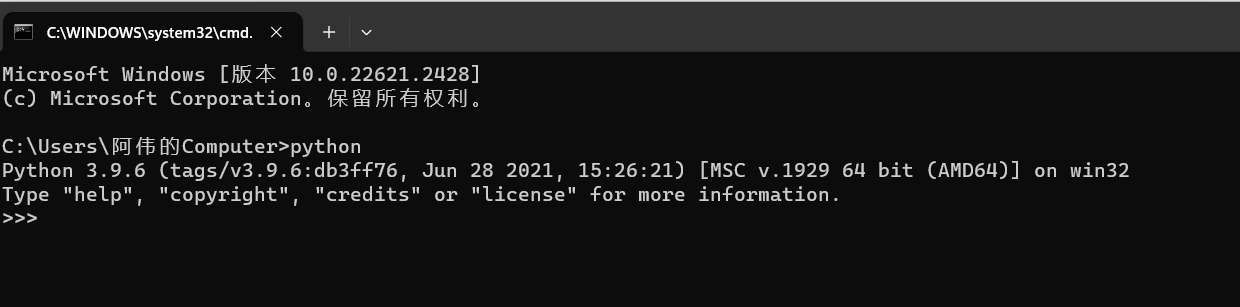 C:\WINDOWS\system32\cmd.
Microsoft Windows [版本 10.0.22621.2428]
(c) Microsoft Corporation。保留所有权利。
C:\Users\阿伟的Computer>python
Python 3.9.6 (tags/v3.9.6:db3ff76, Jun 28 2021, 15:26:21) [MSC v.1929 64 bit (AMD64)] on win32
Type "help", "copyright", "credits" or "license" for more information.
>>>